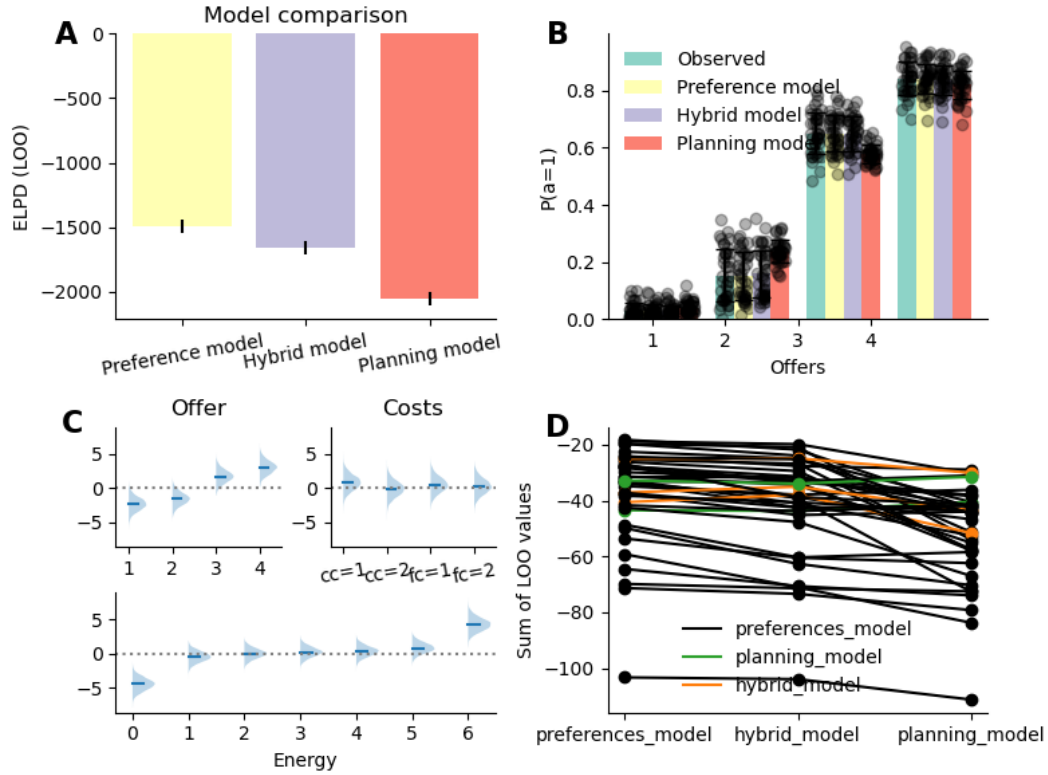 A
Model comparison
0
−500
−1000
−1500
−2000
ELPD (LOO)
Preference model
Hybrid model
Planning model
B
Observed
Preference model
Hybrid model
Planning model
0.8
0.6
0.4
0.2
0.0
P(a=1)
1 2 3 4
Offers
C
Offer
5
0
−5
1 2 3 4
Costs
5
0
−5
cc=1 cc=2 fc=1 fc=2
5
0
−5
0 1 2 3 4 5 6
Energy
D
−20
−40
−60
−80
−100
Sum of LOO values
preferences_model
planning_model
hybrid_model
preferences_model hybrid_model planning_model